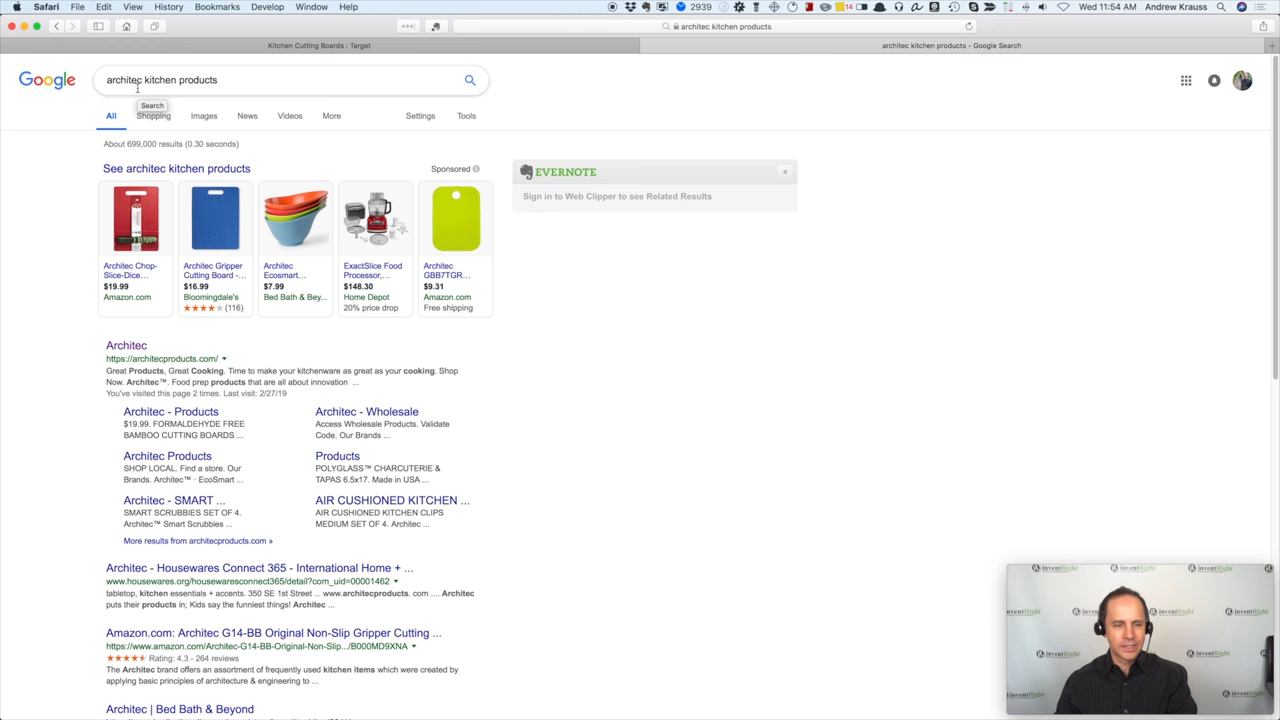 Safari File Edit View History Bookmarks Develop Window Help
2939 14 Wed 11:54 AM Andrew Krauss
architec kitchen products
Kitchen Cutting Boards : Target
architec kitchen products - Google Search
Google
architec kitchen products
Search
All Shopping Images News Videos More Settings Tools
About 699,000 results (0.30 seconds)
See architec kitchen products
Sponsored
Architec Chop-
Slice-Dice...
$19.99
Amazon.com
Architec Gripper
Cutting Board -...
$16.99
Bloomingdale's
(116)
Architec
Ecosmart...
$7.99
Bed Bath & Bey...
ExactSlice Food
Processor,...
$148.30
Home Depot
20% price drop
Architec
GBB7TGR...
$9.31
Amazon.com
Free shipping
EVERNOTE
×
Sign in to Web Clipper to see Related Results
Architec
https://architecproducts.com/
Great Products, Great Cooking. Time to make your kitchenware as great as your cooking. Shop
Now. Architec™. Food prep products that are all about innovation ...
You've visited this page 2 times. Last visit: 2/27/19
Architec - Products
$19.99. FORMALDEHYDE FREE
BAMBOO CUTTING BOARDS ...
Architec - Wholesale
Access Wholesale Products. Validate
Code. Our Brands ...
Architec Products
SHOP LOCAL. Find a store. Our
Brands. Architec™ · EcoSmart ...
Products
POLYGLASS™ CHARCUTERIE &
TAPAS 6.5x17. Made in USA ...
Architec - SMART ...
SMART SCRUBBIES SET OF 4.
Architec™ Smart Scrubbies ...
AIR CUSHIONED KITCHEN ...
AIR CUSHIONED KITCHEN CLIPS
MEDIUM SET OF 4. Architec ...
More results from architecproducts.com »
Architec - Housewares Connect 365 - International Home + ...
www.housewares.org/housewaresconnect365/detail?com_uid=00001462
tabletop, kitchen essentials + accents. 350 SE 1st Street ... www.architecproducts. com .... Architec
puts their products in; Kids say the funniest things! Architec ...
Amazon.com: Architec G14-BB Original Non-Slip Gripper Cutting ...
https://www.amazon.com/Architec-G14-BB-Original-Non-Slip.../B000MD9XNA
Rating: 4.3 - 264 reviews
The Architec brand offers an assortment of frequently used kitchen items which were created by
applying basic principles of architecture & engineering to ...
Architec | Bed Bath & Beyond
inventRight